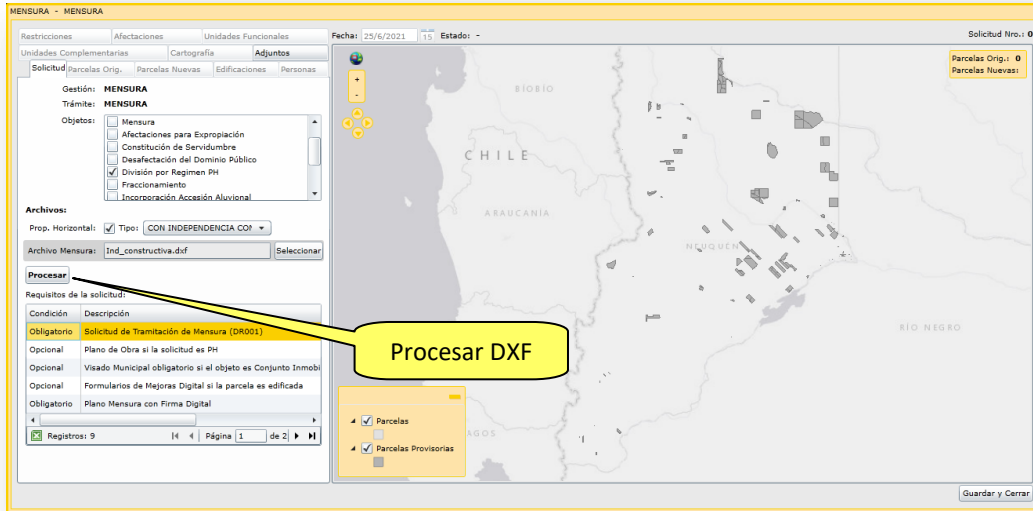 MENSURA - MENSURA
Restricciones Afectaciones Unidades Funcionales
Unidades Complementarias Cartografía Adjuntos
Solicitud Parcelas Orig. Parcelas Nuevas Edificaciones Personas
Fecha: 25/6/2021 15 Estado: -
Solicitud Nro.: 0
Gestión: MENSURA
Trámite: MENSURA
Objetos: Mensura
Afectaciones para Expropiación
Constitución de Servidumbre
Desafectación del Dominio Público
División por Regimen PH
Fraccionamiento
Incorporación Accesión Aluvional
Archivos:
Prop. Horizontal: Tipo: CON INDEPENDENCIA CO
Archivo Mensura: Ind_constructiva.dxf Seleccionar
Procesar
Requisitos de la solicitud:
Condición Descripción
Obligatorio Solicitud de Tramitación de Mensura (DR001)
Opcional Plano de Obra si la solicitud es PH
Opcional Visado Municipal obligatorio si el objeto es Conjunto Inmobi
Opcional Formularios de Mejoras Digital si la parcela es edificada
Obligatorio Plano Mensura con Firma Digital
Registros: 9 Página 1 de 2
+
-
BIOBÍO
CHILE
ARAUCANÍA
NEUQUÉN
RÍO NEGRO
AGOS
Parcelas Orig.: 0
Parcelas Nuevas:
Procesar DXF
Parcelas
Parcelas Provisorias
Guardar y Cerrar